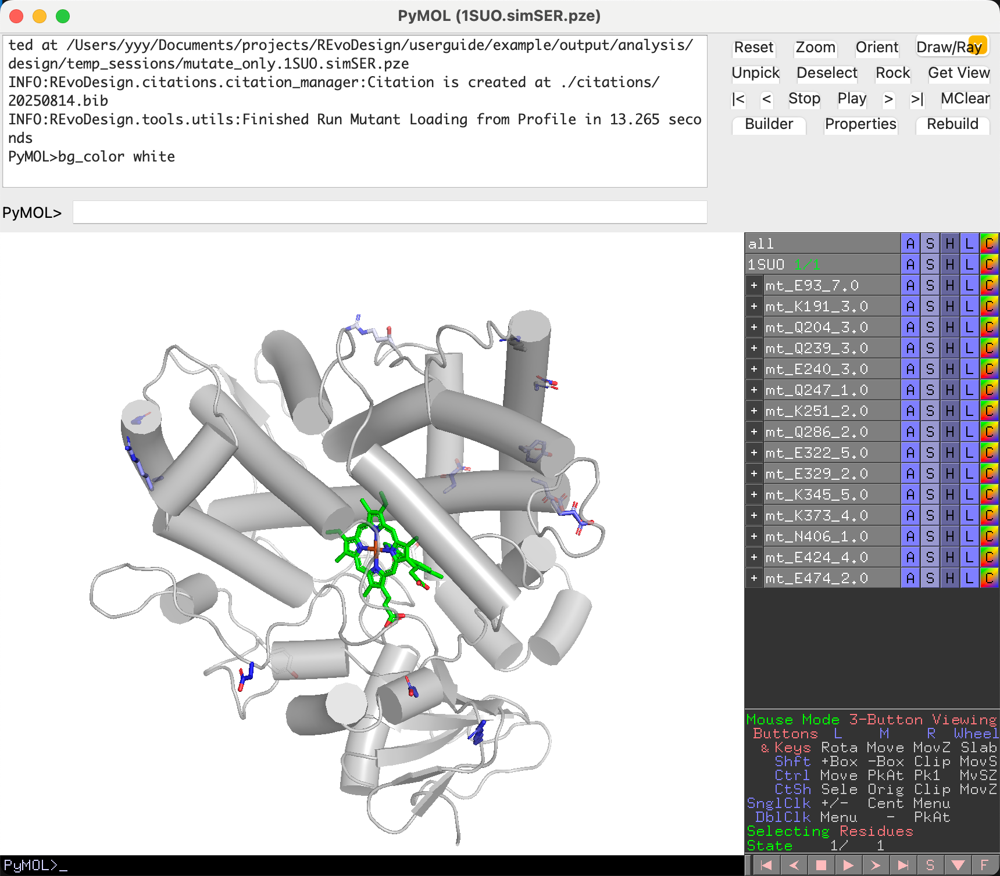 PyMOL (1SUO.simSER.pze)
ted at /Users/yyy/Documents/projects/REvoDesign/userguide/example/output/analysis/
design/temp_sessions/mutate_only.1SUO.simSER.pze
INFO:REvoDesign.citations.citation_manager:Citation is created at ./citations/
20250814.bib
INFO:REvoDesign.tools.utils:Finished Run Mutant Loading from Profile in 13.265 seco
nds
PyMOL>bg_color white
Reset Zoom Orient Draw/Ray
Unpick Deselect Rock Get View
|< < Stop Play > >| MClear
Builder Properties Rebuild
PyMOL>
all A S H L C
1SUO 1/1 A S H L C
+ mt_E93_7.0 A S H L C
+ mt_K191_3.0 A S H L C
+ mt_Q204_3.0 A S H L C
+ mt_Q239_3.0 A S H L C
+ mt_E240_3.0 A S H L C
+ mt_Q247_1.0 A S H L C
+ mt_K251_2.0 A S H L C
+ mt_Q286_2.0 A S H L C
+ mt_E322_5.0 A S H L C
+ mt_E329_2.0 A S H L C
+ mt_K345_5.0 A S H L C
+ mt_K373_4.0 A S H L C
+ mt_N406_1.0 A S H L C
+ mt_E424_4.0 A S H L C
+ mt_E474_2.0 A S H L C
Mouse Mode 3-Button Viewing
Buttons L M R Wheel
& Keys Rota Move MovZ Slab
Shft +Box -Box Clip MovS
Ctrl Move PkAt Pk1 MvSZ
CtSh Sele Orig Clip MovZ
SnglClk +/- Cent Menu
DblClk Menu - PkAt
Selecting Residues
State 1/ 1
PyMOL>_
S F